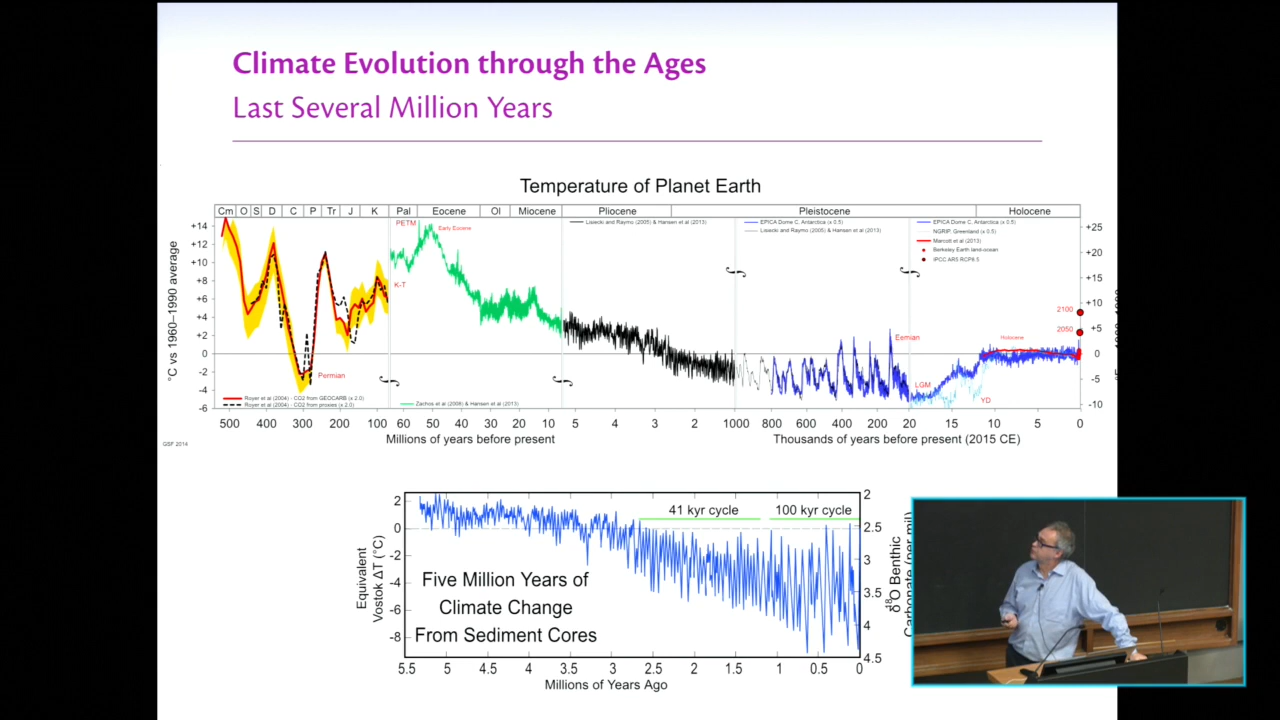 Climate Evolution through the Ages
Last Several Million Years
Temperature of Planet Earth
Cm O S D C P Tr J K Pal Eocene Ol Miocene Pliocene Pleistocene Holocene
°C vs 1960–1990 average
+14
+12
+10
+8
+6
+4
+2
0
-2
-4
-6
PETM
Early Eocene
K-T
Permian
Royer et al (2004) - CO2 from GEOCARB (x 2.0)
Royer et al (2004) - CO2 from proxies (x 2.0)
Zachos et al (2008) & Hansen et al (2013)
Lisiecki and Raymo (2005) & Hansen et al (2013)
EPICA Dome C, Antarctica (x 0.5)
Lisiecki and Raymo (2005) & Hansen et al (2013)
EPICA Dome C, Antarctica (x 0.5)
NGRIP, Greenland (x 0.5)
Marcott et al (2013)
Berkeley Earth land-ocean
IPCC AR5 RCP8.5
Eemian
LGM
YD
Holocene
2100
2050
+25
+20
+15
+10
+5
0
-5
-10
500 400 300 200 100 60 50 40 30 20 10 5 4 3 2 1000 800 600 400 200 20 15 10 5 0
Millions of years before present
Thousands of years before present (2015 CE)
GSF 2014
Equivalent
Vostok ΔT (°C)
2
0
-2
-4
-6
-8
41 kyr cycle
100 kyr cycle
Five Million Years of
Climate Change
From Sediment Cores
2
2.5
3
3.5
4
4.5
δ18O Benthic
Carbonate (per mil)
5.5 5 4.5 4 3.5 3 2.5 2 1.5 1 0.5 0
Millions of Years Ago